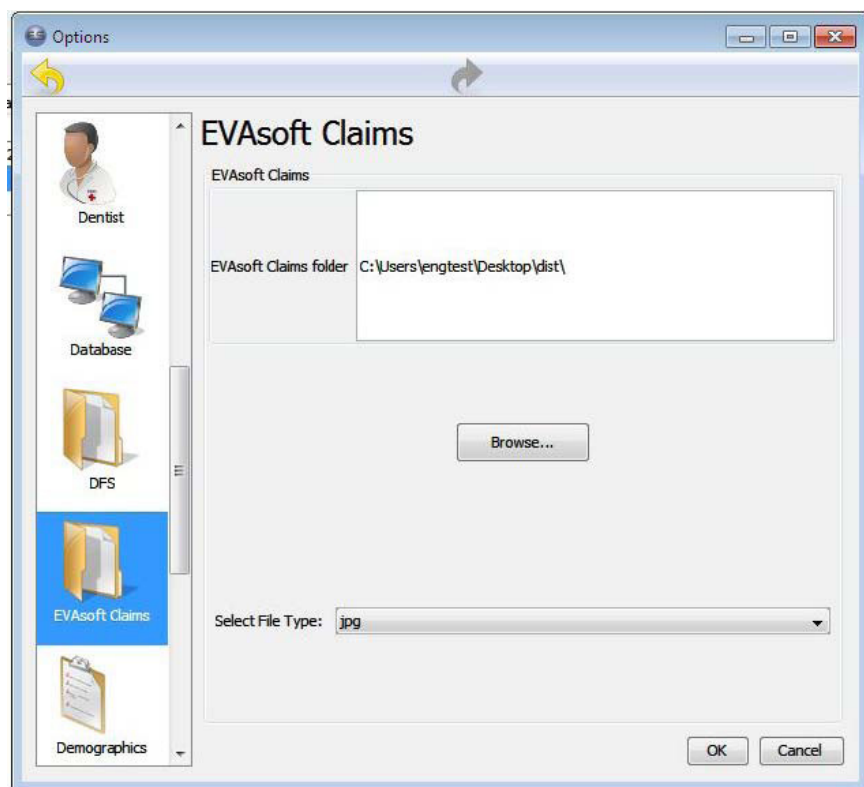 Options
Dentist
Database
DFS
EVAsoft Claims
Demographics
EVAsoft Claims
EVAsoft Claims
EVAsoft Claims folder C:\Users\engtest\Desktop\dist\
Browse...
Select File Type: jpg
OK Cancel